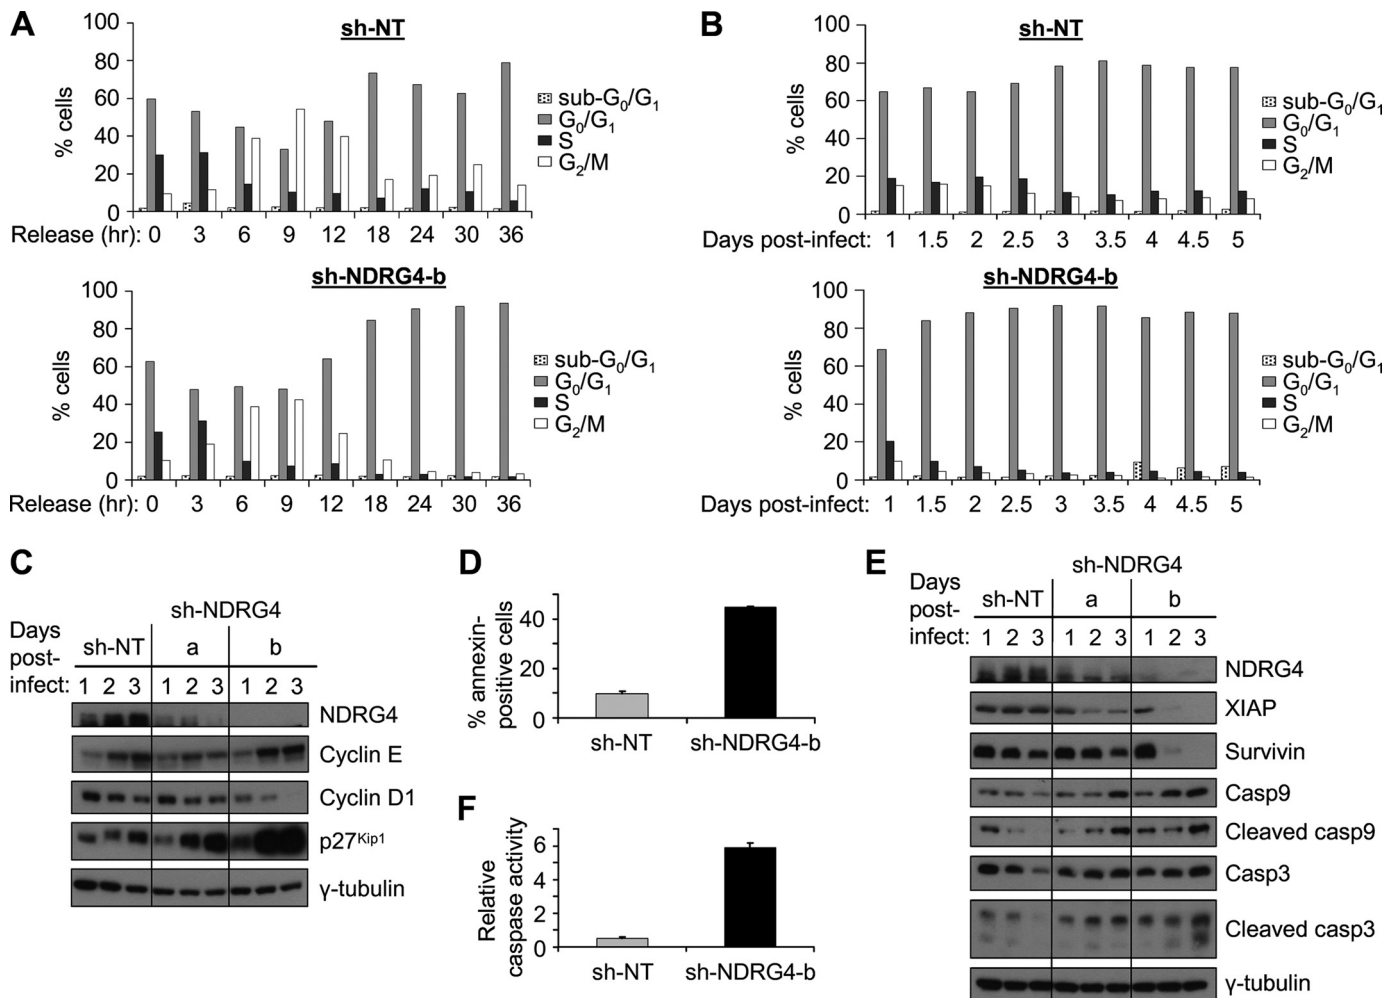 A
sh-NT
% cells
100
80
60
40
20
0
sub-G₀/G₁
G₀/G₁
S
G₂/M
Release (hr): 0 3 6 9 12 18 24 30 36
sh-NDRG4-b
% cells
100
80
60
40
20
0
sub-G₀/G₁
G₀/G₁
S
G₂/M
Release (hr): 0 3 6 9 12 18 24 30 36
B
sh-NT
% cells
100
80
60
40
20
0
sub-G₀/G₁
G₀/G₁
S
G₂/M
Days post-infect: 1 1.5 2 2.5 3 3.5 4 4.5 5
sh-NDRG4-b
% cells
100
80
60
40
20
0
sub-G₀/G₁
G₀/G₁
S
G₂/M
Days post-infect: 1 1.5 2 2.5 3 3.5 4 4.5 5
C
sh-NDRG4
Days
post-
infect:
sh-NT a b
1 2 3 1 2 3 1 2 3
NDRG4
Cyclin E
Cyclin D1
p27ᴷⁱᵖ¹
γ-tubulin
D
% annexin-
positive cells
40
20
0
sh-NT
sh-NDRG4-b
F
Relative
caspase activity
6
4
2
0
sh-NT
sh-NDRG4-b
E
sh-NDRG4
Days
post-
infect:
sh-NT a b
1 2 3 1 2 3 1 2 3
NDRG4
XIAP
Survivin
Casp9
Cleaved casp9
Casp3
Cleaved casp3
γ-tubulin